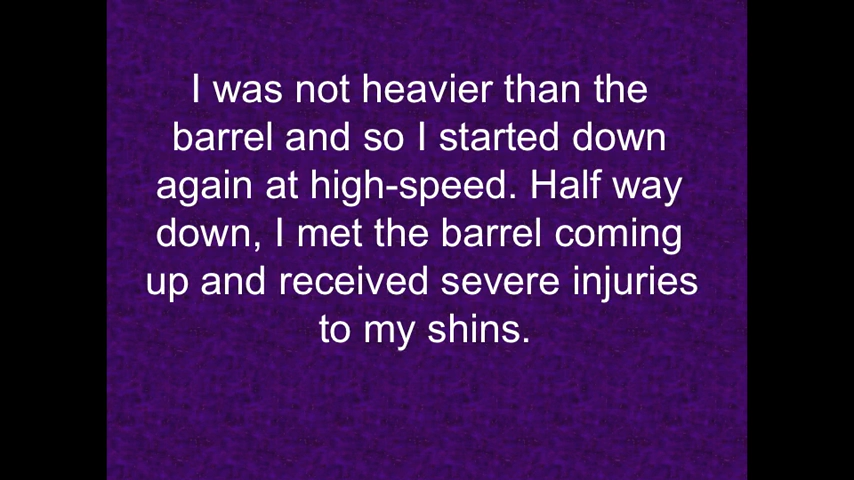 I was not heavier than the
barrel and so I started down
again at high-speed. Half way
down, I met the barrel coming
up and received severe injuries
to my shins.